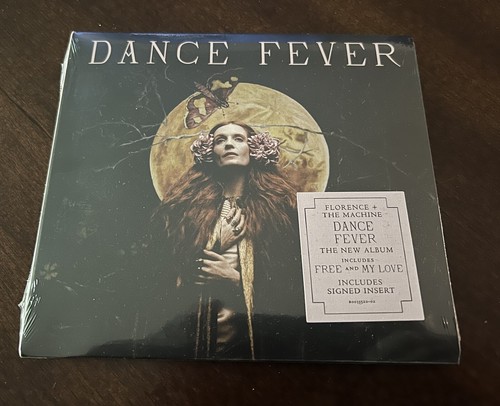 DANCE FEVER
FLORENCE +
THE MACHINE
DANCE
FEVER
THE NEW ALBUM
INCLUDES
FREE AND MY LOVE
INCLUDES
SIGNED INSERT